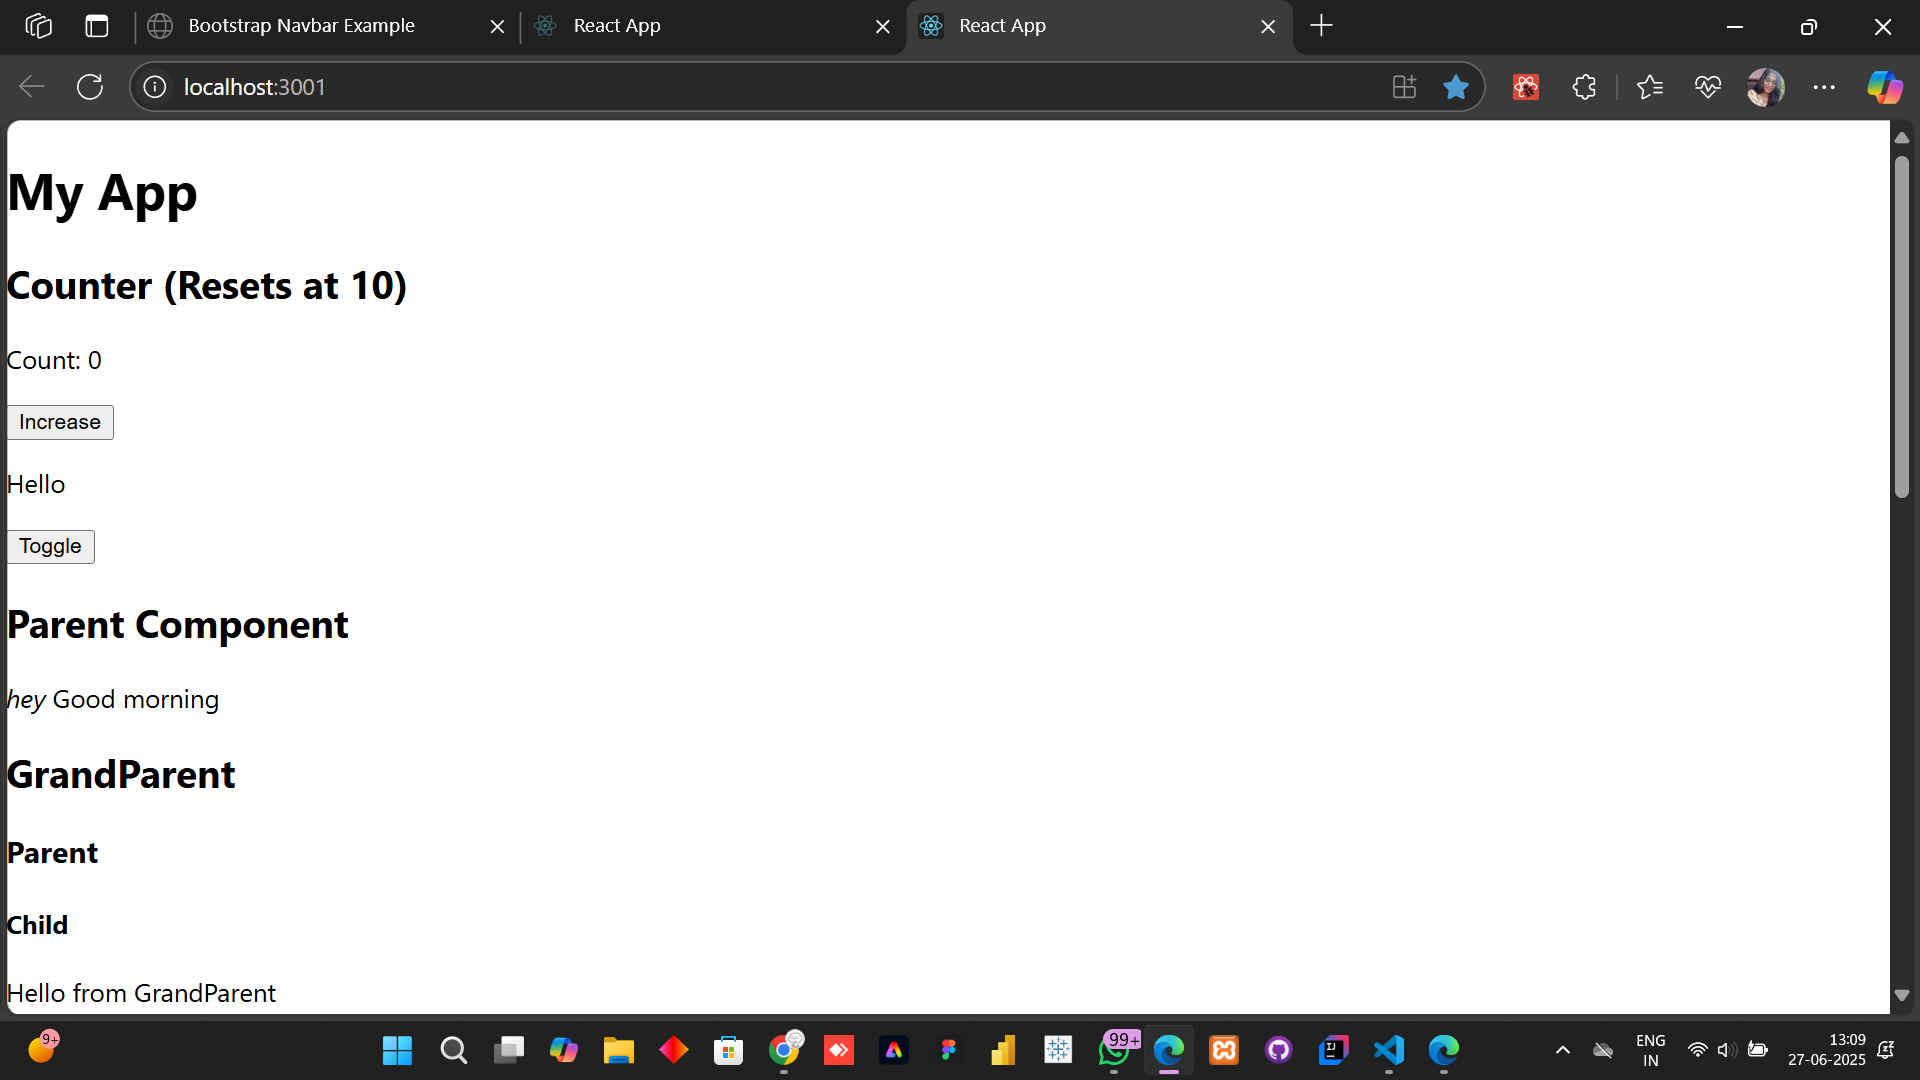 Bootstrap Navbar Example
React App
React App
localhost:3001
My App
Counter (Resets at 10)
Count: 0
Increase
Hello
Toggle
Parent Component
hey Good morning
GrandParent
Parent
Child
Hello from GrandParent
9+
99+
IJ
ENG
IN
13:09
27-06-2025